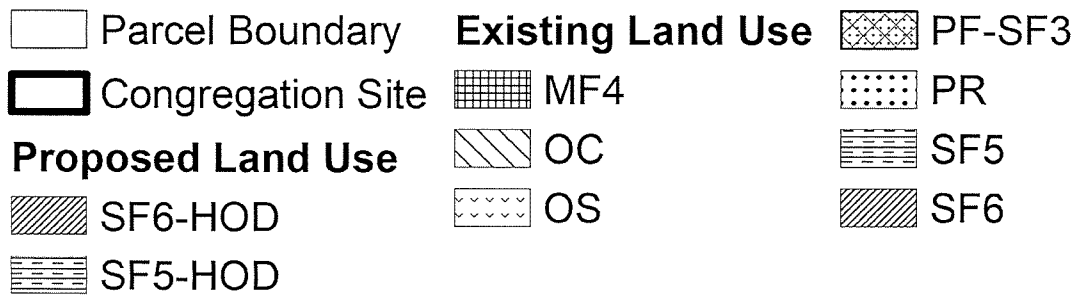 Parcel Boundary
Congregation Site
Proposed Land Use
SF6-HOD
SF5-HOD
Existing Land Use
MF4
OC
OS
PF-SF3
PR
SF5
SF6